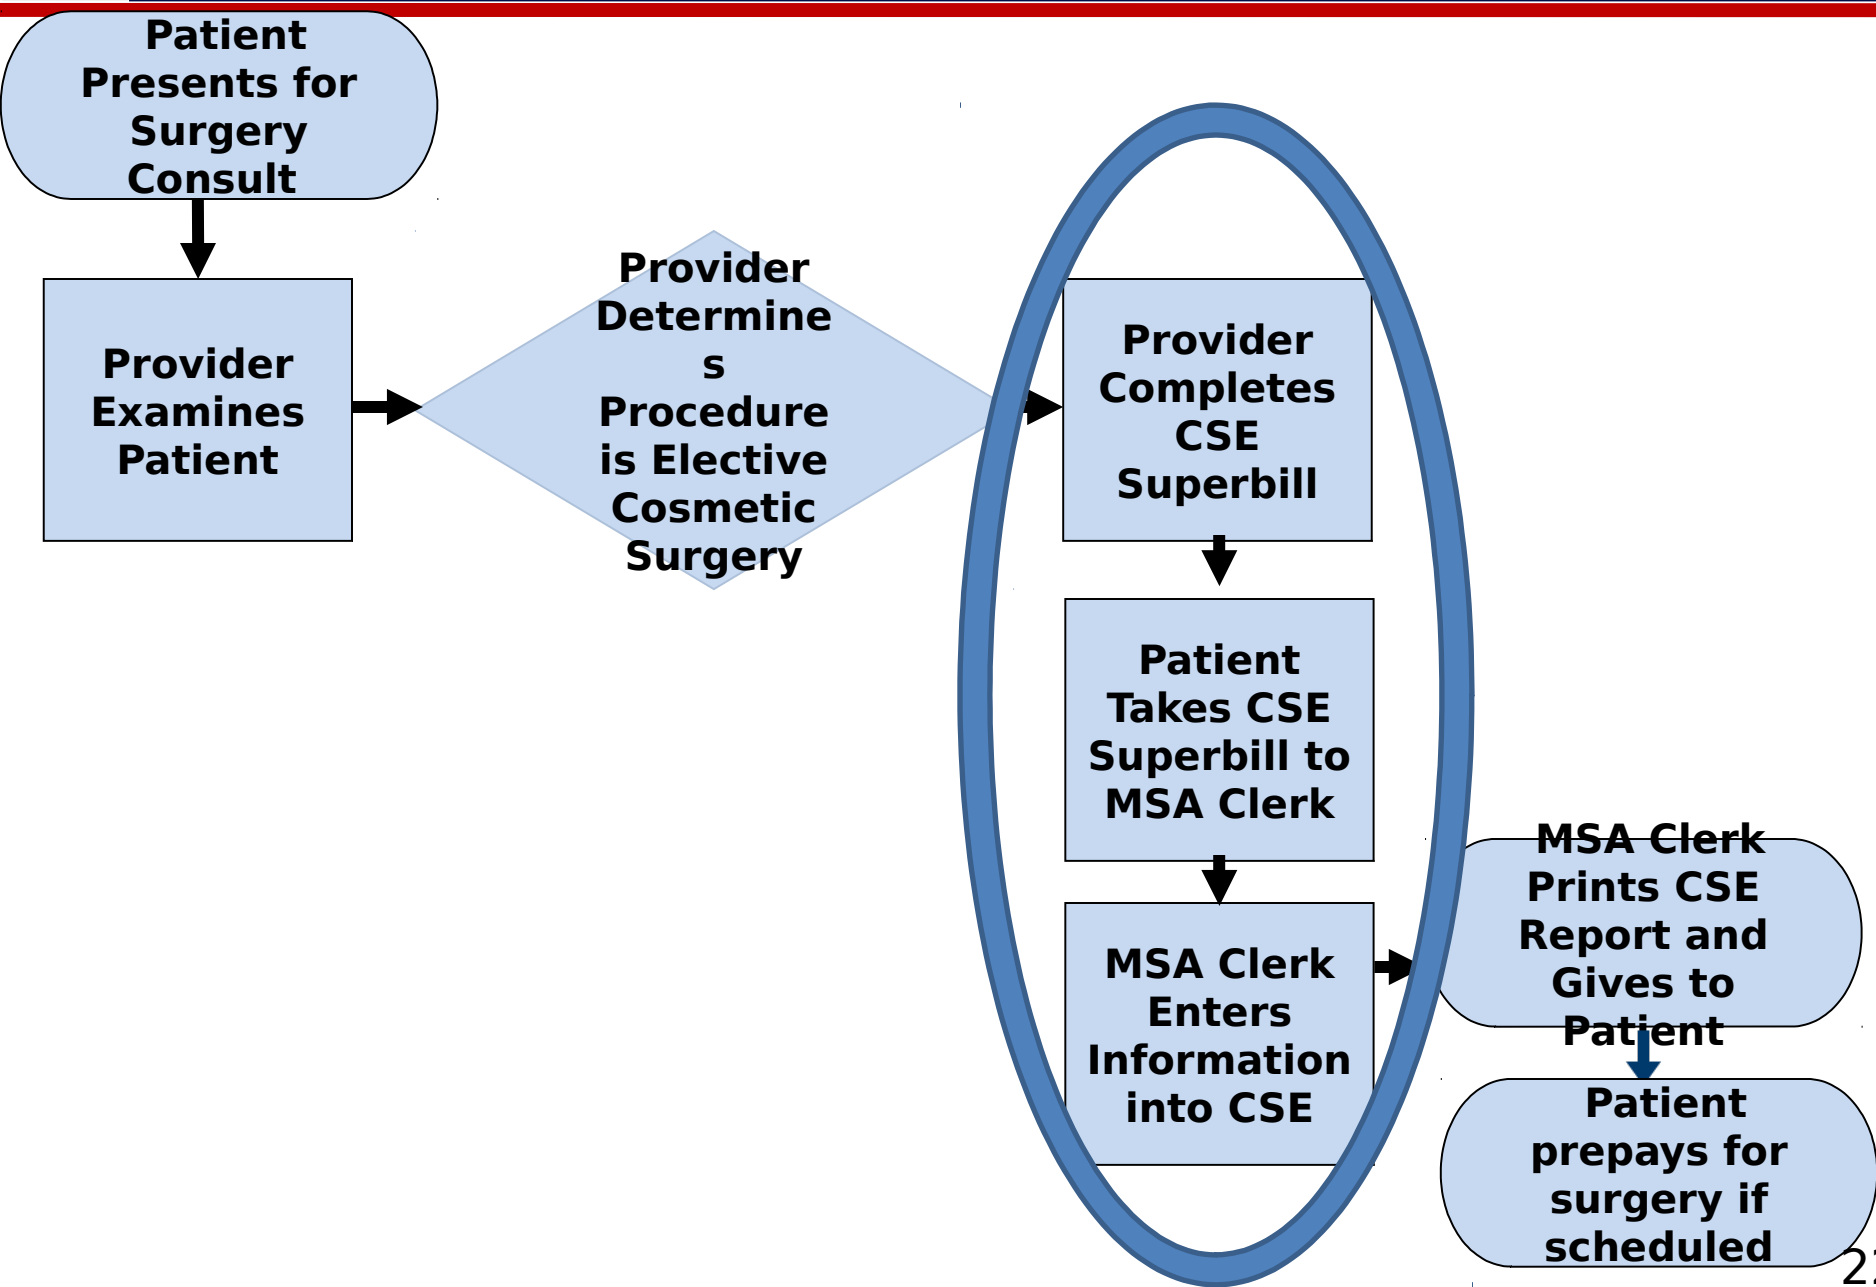 Patient
Presents for
Surgery
Consult
Provider
Examines
Patient
Provider
Determine
s
Procedure
is Elective
Cosmetic
Surgery
Provider
Completes
CSE
Superbill
Patient
Takes CSE
Superbill to
MSA Clerk
MSA Clerk
Enters
Information
into CSE
MSA Clerk
Prints CSE
Report and
Gives to
Patient
Patient
prepays for
surgery if
scheduled